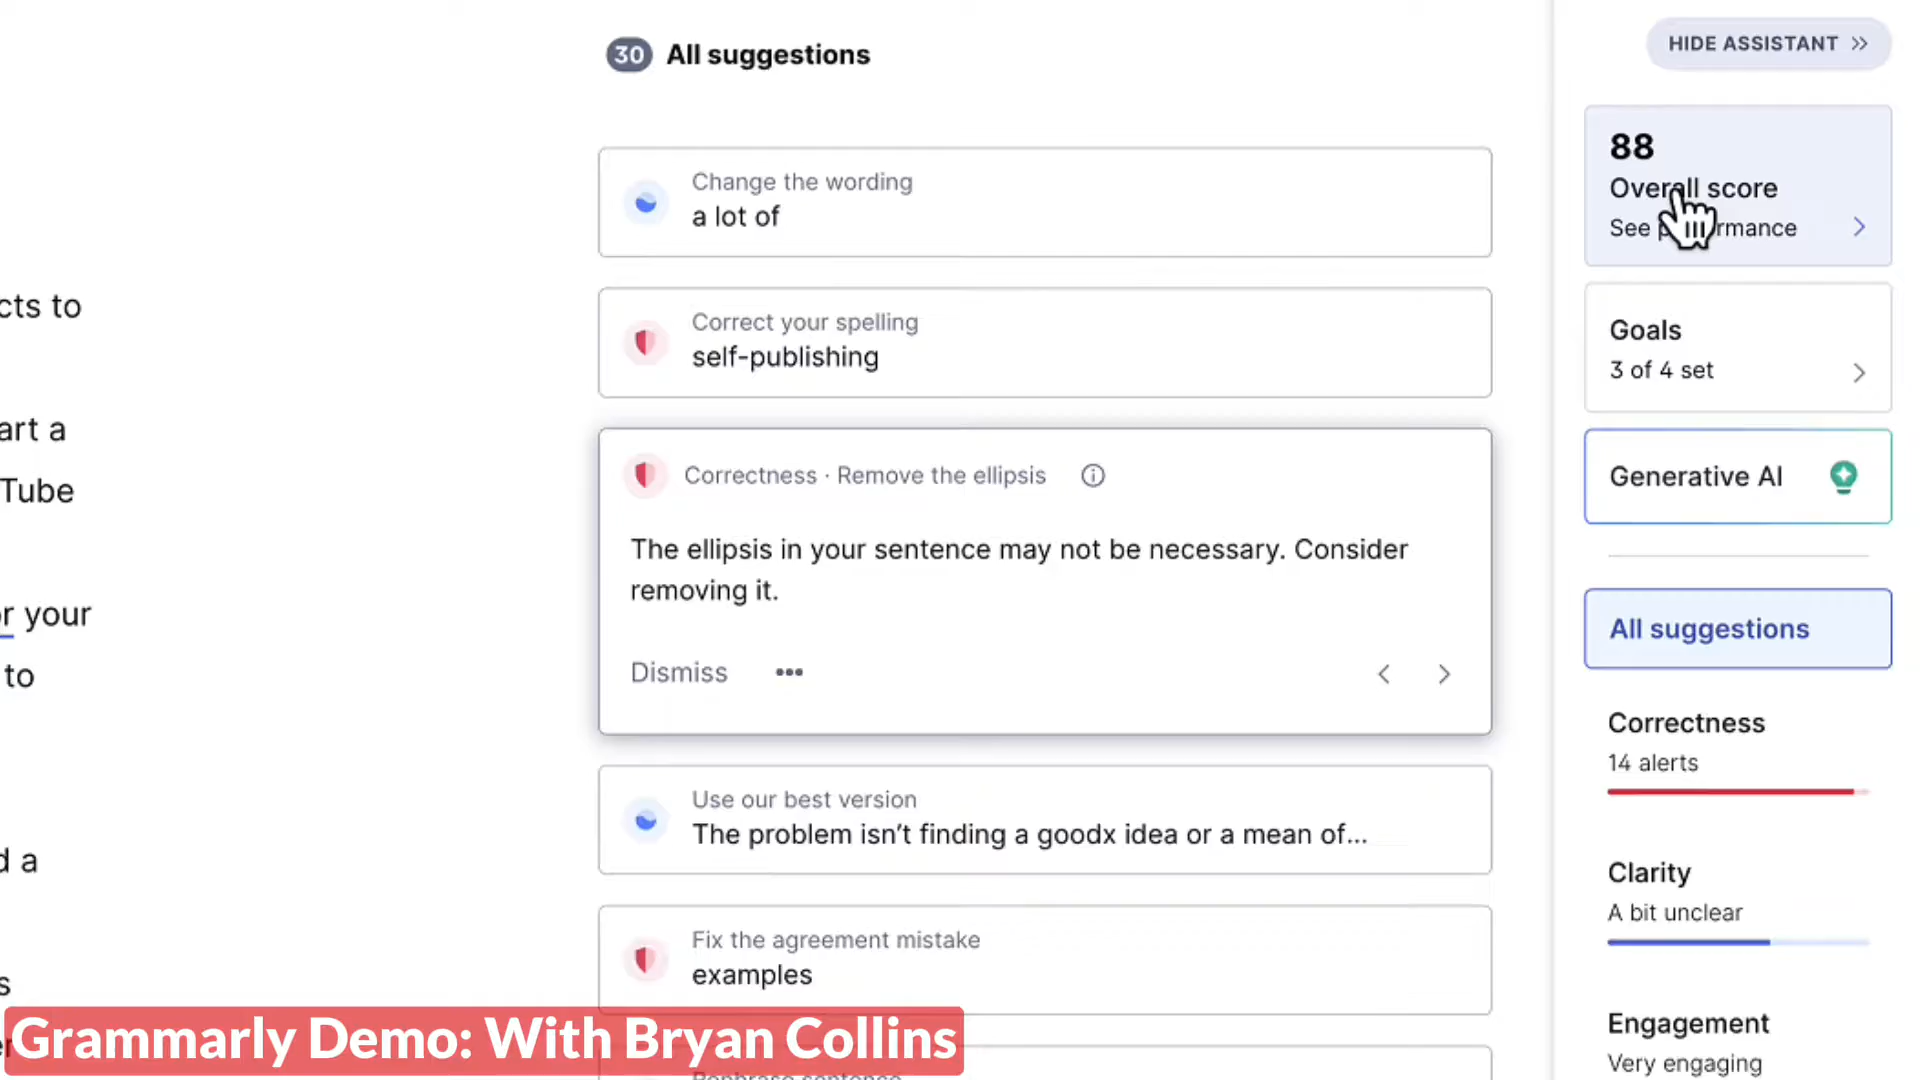 30 All suggestions
HIDE ASSISTANT
88
Overall score
See
Goals
3 of 4 set
Generative AI
All suggestions
Correctness
14 alerts
Clarity
A bit unclear
Engagement
Very engaging
Change the wording
a lot of
Correct your spelling
self-publishing
Correctness · Remove the ellipsis
The ellipsis in your sentence may not be necessary. Consider
removing it.
Dismiss
Use our best version
The problem isn't finding a goodx idea or a mean of...
Fix the agreement mistake
examples
cts to
art a
Tube
your
to
d a
s
Grammarly Demo: With Bryan Collins